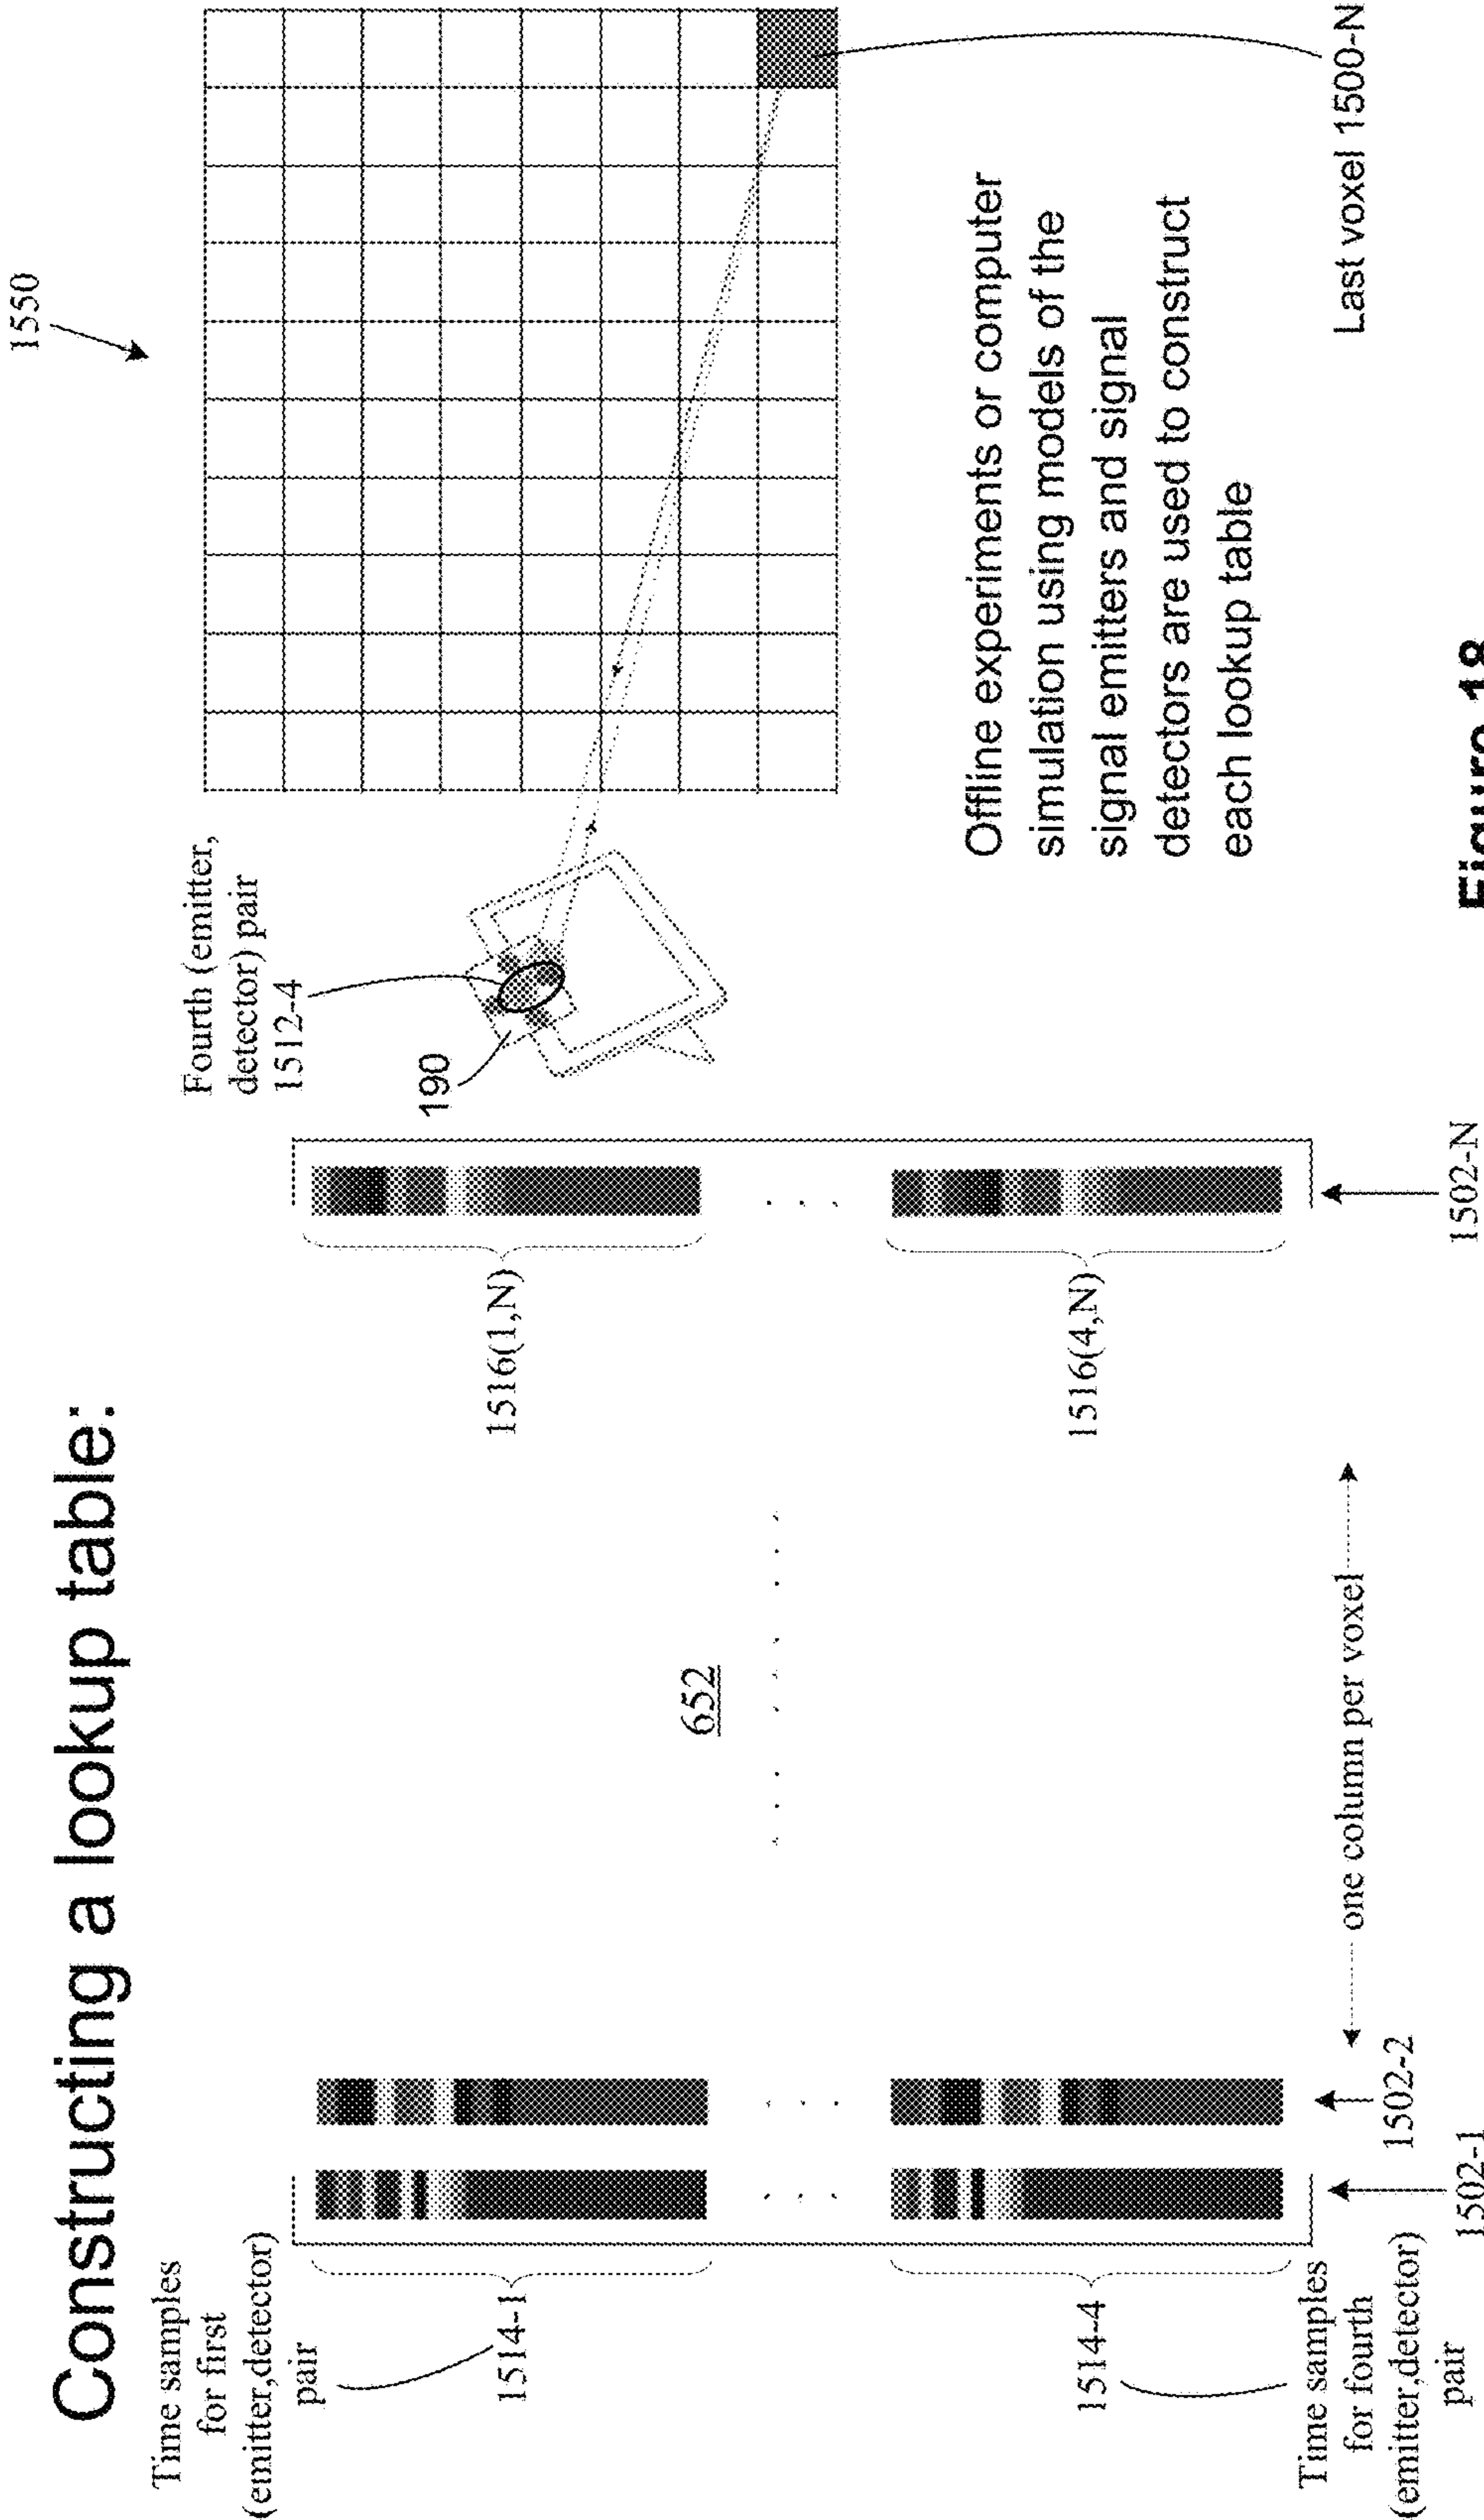 Constructing a lookup table:
1550
Time samples
for first
(emitter,detector)
pair
1514-1
1514-4
Time samples
for fourth
(emitter,detector)
pair
1502-1
1502-2
652
one column per voxel
1516(1,N)
1516(4,N)
1502-N
Fourth (emitter,
detector) pair
1512-4
190
Offline experiments or computer
simulation using models of the
signal emitters and signal
detectors are used to construct
each lookup table
Last voxel 1500-N
Figure 18